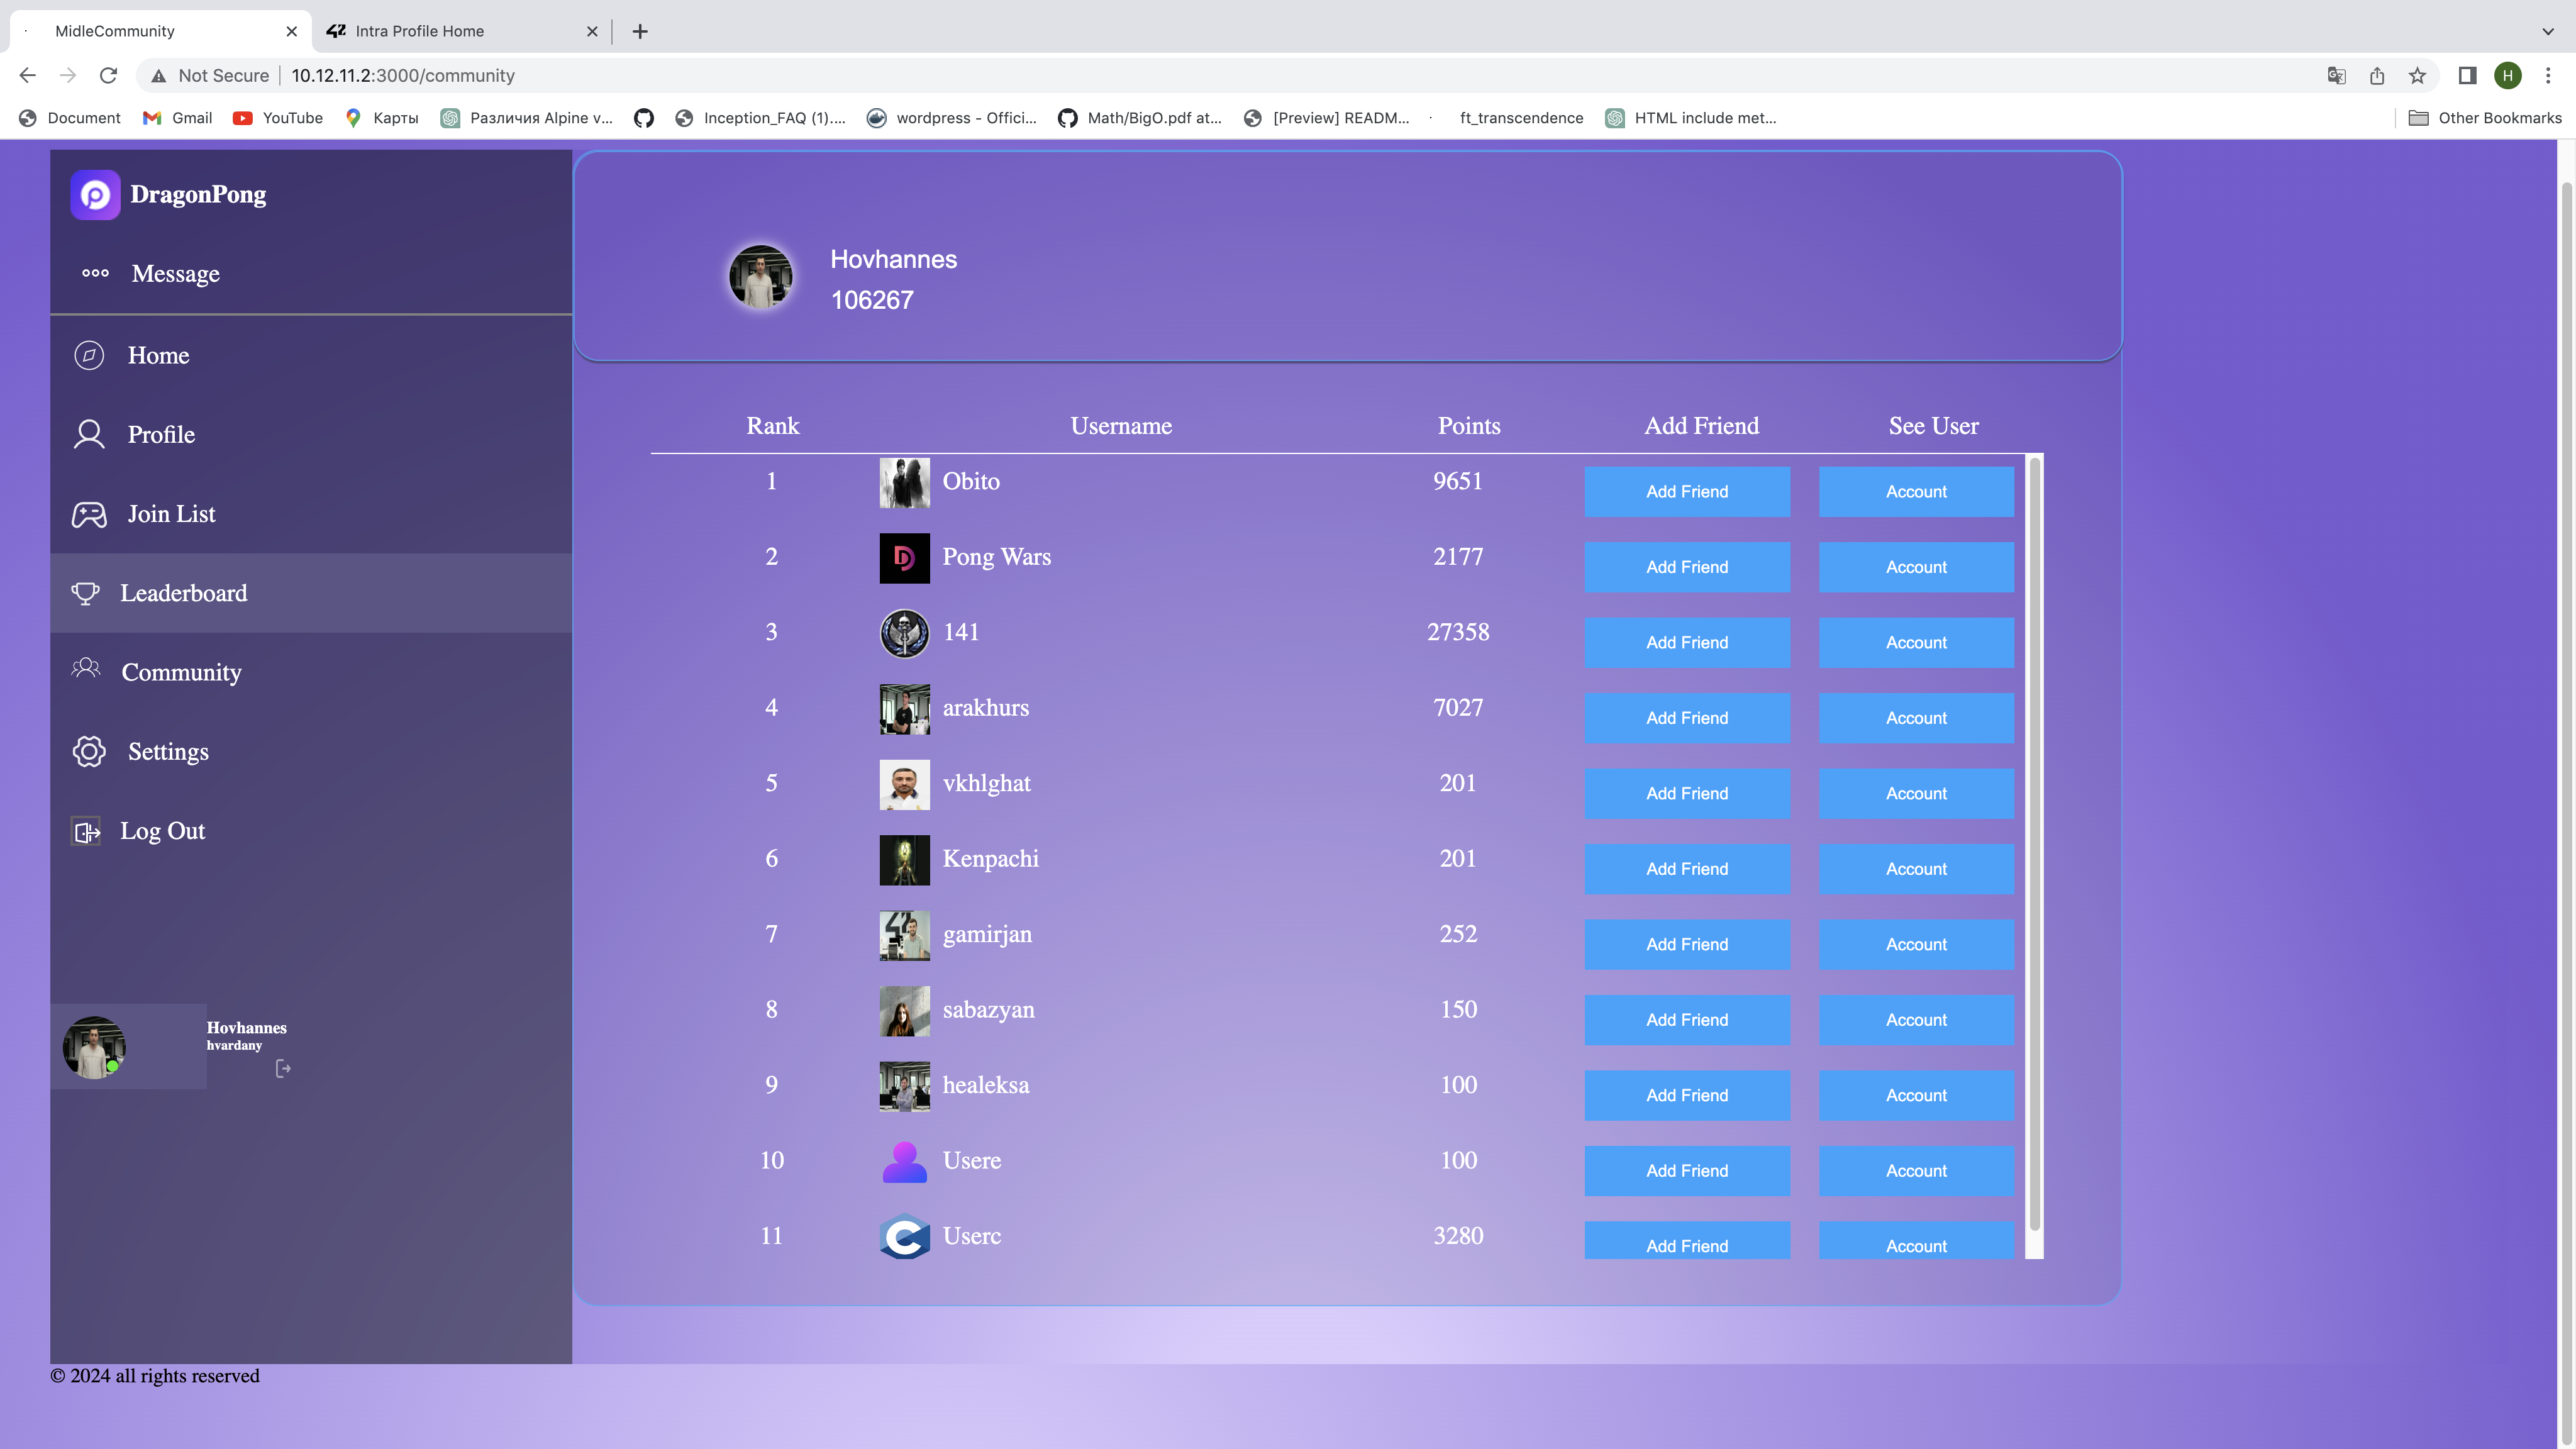 MidleCommunity
42 Intra Profile Home
Not Secure 10.12.11.2:3000/community
H
Document Gmail YouTube Карты Различия Alpine v... Inception_FAQ (1).... wordpress - Offici... Math/BigO.pdf at... [Preview] READM... ft_transcendence HTML include met... Other Bookmarks
DragonPong
Message
Home
Profile
Join List
Leaderboard
Community
Settings
Log Out
Hovhannes
hvardany
Hovhannes
106267
Rank Username Points Add Friend See User
1 Obito 9651 Add Friend Account
2 Pong Wars 2177 Add Friend Account
3 141 27358 Add Friend Account
4 arakhurs 7027 Add Friend Account
5 vkhlghat 201 Add Friend Account
6 Kenpachi 201 Add Friend Account
7 gamirjan 252 Add Friend Account
8 sabazyan 150 Add Friend Account
9 healeksa 100 Add Friend Account
10 Usere 100 Add Friend Account
11 Userc 3280 Add Friend Account
© 2024 all rights reserved